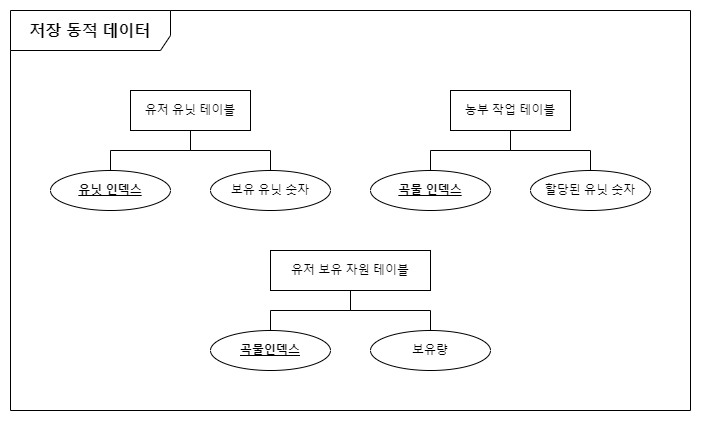 저장 동적 데이터
유저 유닛 테이블
농부 작업 테이블
유닛 인덱스
보유 유닛 숫자
곡물 인덱스
할당된 유닛 숫자
유저 보유 자원 테이블
곡물인덱스
보유량